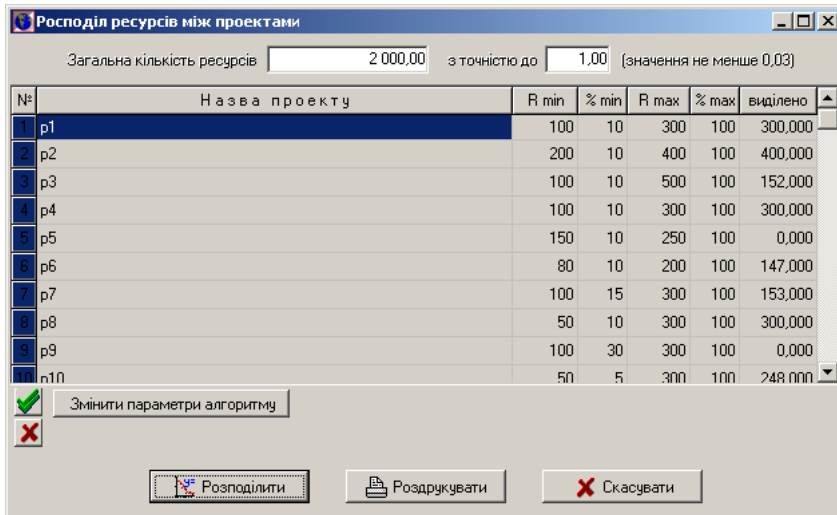 Росподіл ресурсів між проектами
Загальна кількість ресурсів 2 000,00 з точністю до 1,00 (значення не менше 0,03)
№ Назва проекту R min % min R max % max виділено
1 p1 100 10 300 100 300,000
2 p2 200 10 400 100 400,000
3 p3 100 10 500 100 152,000
4 p4 100 10 300 100 300,000
5 p5 150 10 250 100 0,000
6 p6 80 10 200 100 147,000
7 p7 100 15 300 100 153,000
8 p8 50 10 300 100 300,000
9 p9 100 30 300 100 0,000
10 p10 50 5 300 100 248,000
Змінити параметри алгоритму
Розподілити Роздрукувати Скасувати